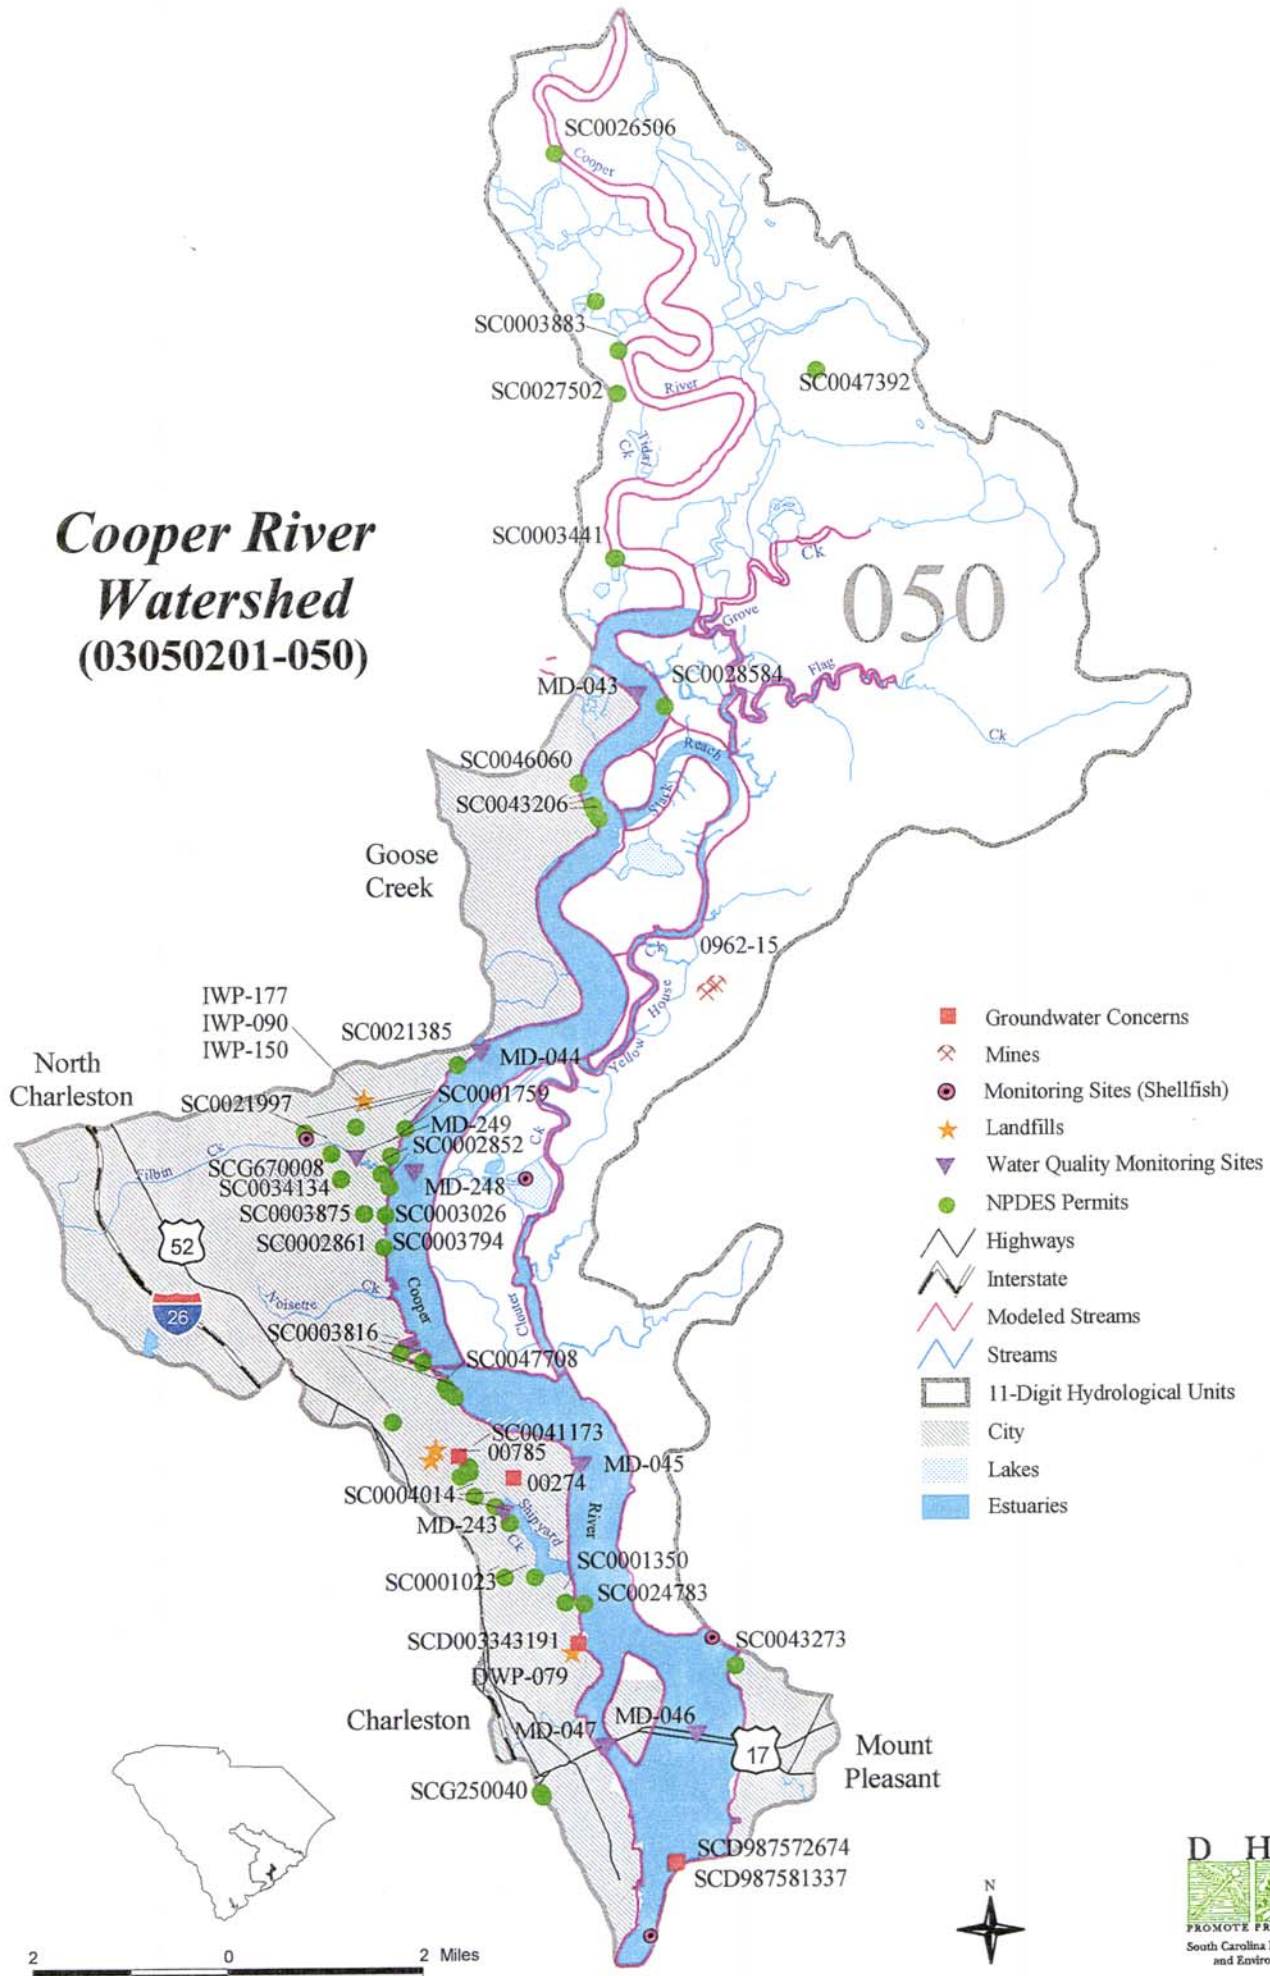 Cooper River
Watershed
(03050201-050)
SC0026506
Cooper
SC0003883
SC0027502
River
SC0047392
Tidal
Ck
SC0003441
Ck
050
Grove
SC0028584
Flag
MD-043
Ck
SC0046060
Reach
SC0043206
Slack
Goose
Creek
0962-15
Ck
House
Yellow
IWP-177
IWP-090
IWP-150
SC0021385
MD-044
North
Charleston
SC0021997
SC0001759
MD-249
SC0002852
Ck
Filbin
Ck
SCG670008
SC0034134
MD-248
SC0003875
SC0003026
SC0002861
SC0003794
52
26
Noisette
Ck
Cooper
Clouter
SC0003816
SC0047708
SC0041173
00785
MD-045
00274
SC0004014
Shipyard
MD-243
Ck
River
SC0001350
SC0001023
SC0024783
SCD003343191
SC0043273
DWP-079
Charleston
MD-046
MD-047
17
Mount
Pleasant
SCG250040
SCD987572674
SCD987581337
Groundwater Concerns
Mines
Monitoring Sites (Shellfish)
Landfills
Water Quality Monitoring Sites
NPDES Permits
Highways
Interstate
Modeled Streams
Streams
11-Digit Hydrological Units
City
Lakes
Estuaries
N
2 0 2 Miles
D H
PROMOTE
South Carolina
and